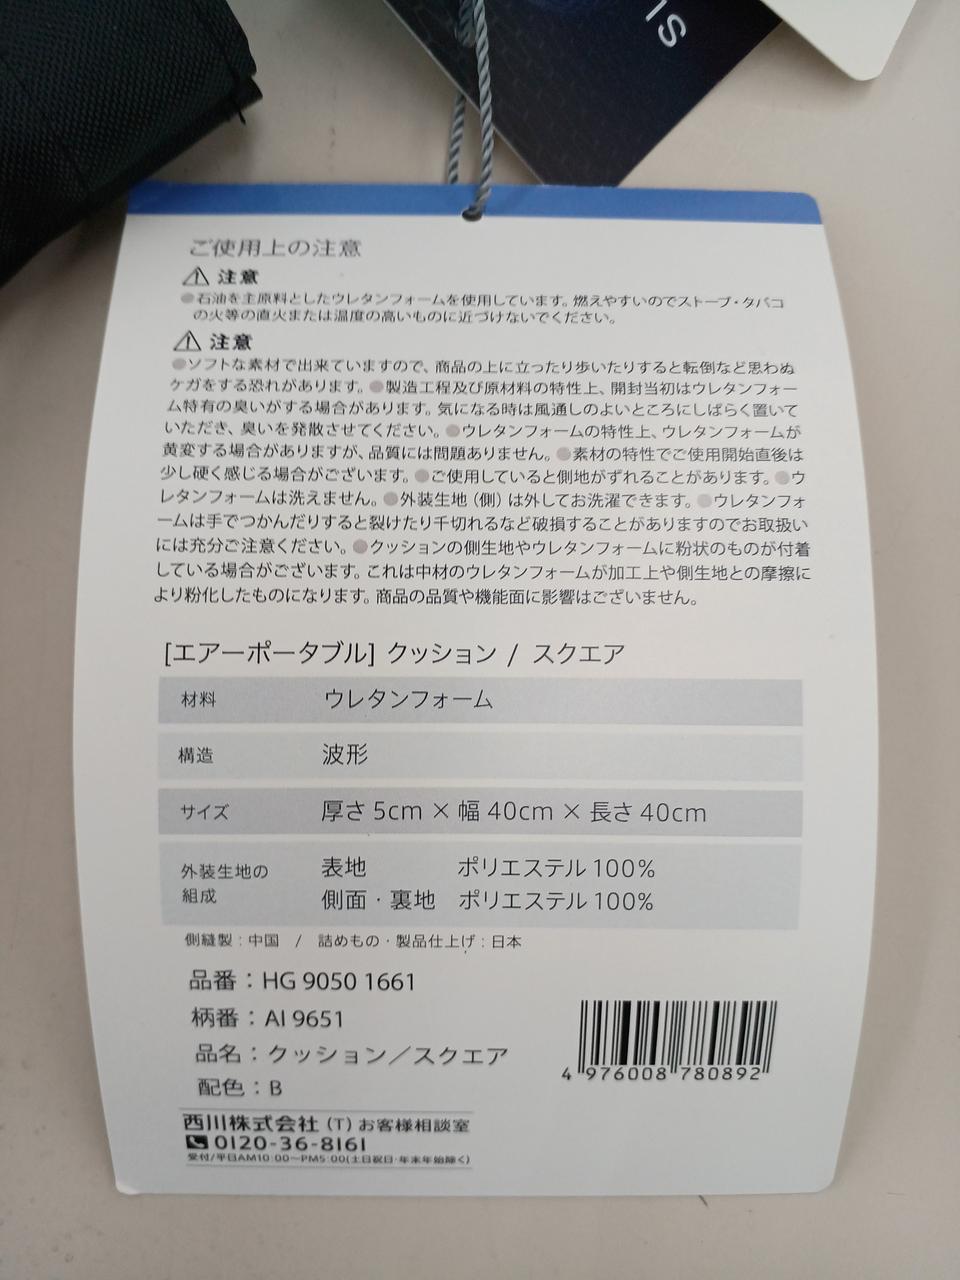 SI
ご使用上の注意
注意
●石油を主原料としたウレタンフォームを使用しています。燃えやすいのでストーブ・タバコ
の火等の直火または温度の高いものに近づけないでください。
注意
●ソフトな素材で出来ていますので、商品の上に立ったり歩いたりすると転倒など思わぬ
ケガをする恐れがあります。●製造工程及び原材料の特性上、開封当初はウレタンフォー
ム特有の臭いがする場合があります。気になる時は風通しのよいところにしばらく置いて
いただき、臭いを発散させてください。●ウレタンフォームの特性上、ウレタンフォームが
黄変する場合がありますが、品質には問題ありません。●素材の特性でご使用開始直後は
少し硬く感じる場合がございます。●ご使用していると側地がずれることがあります。●ウ
レタンフォームは洗えません。●外装生地（側）は外してお洗濯できます。●ウレタンフォ
ームは手でつかんだりすると裂けたり千切れるなど破損することがありますのでお取扱い
には充分ご注意ください。●クッションの側生地やウレタンフォームに粉状のものが付着
している場合がございます。これは中材のウレタンフォームが加工上や側生地との摩擦に
より粉化したものになります。商品の品質や機能面に影響はございません。
[エアーポータブル] クッション / スクエア
材料 ウレタンフォーム
構造 波形
サイズ 厚さ 5cm × 幅 40cm × 長さ 40cm
外装生地の 表地 ポリエステル 100%
組成 側面・裏地 ポリエステル 100%
側縫製：中国 / 詰めもの・製品仕上げ：日本
品番：HG 9050 1661
柄番：AI 9651
品名：クッション／スクエア
配色：B
4 976008 780892
西川株式会社（T）お客様相談室
0120-36-8161
受付/平日AM10:00〜PM5:00(土日祝日・年末年始除く)